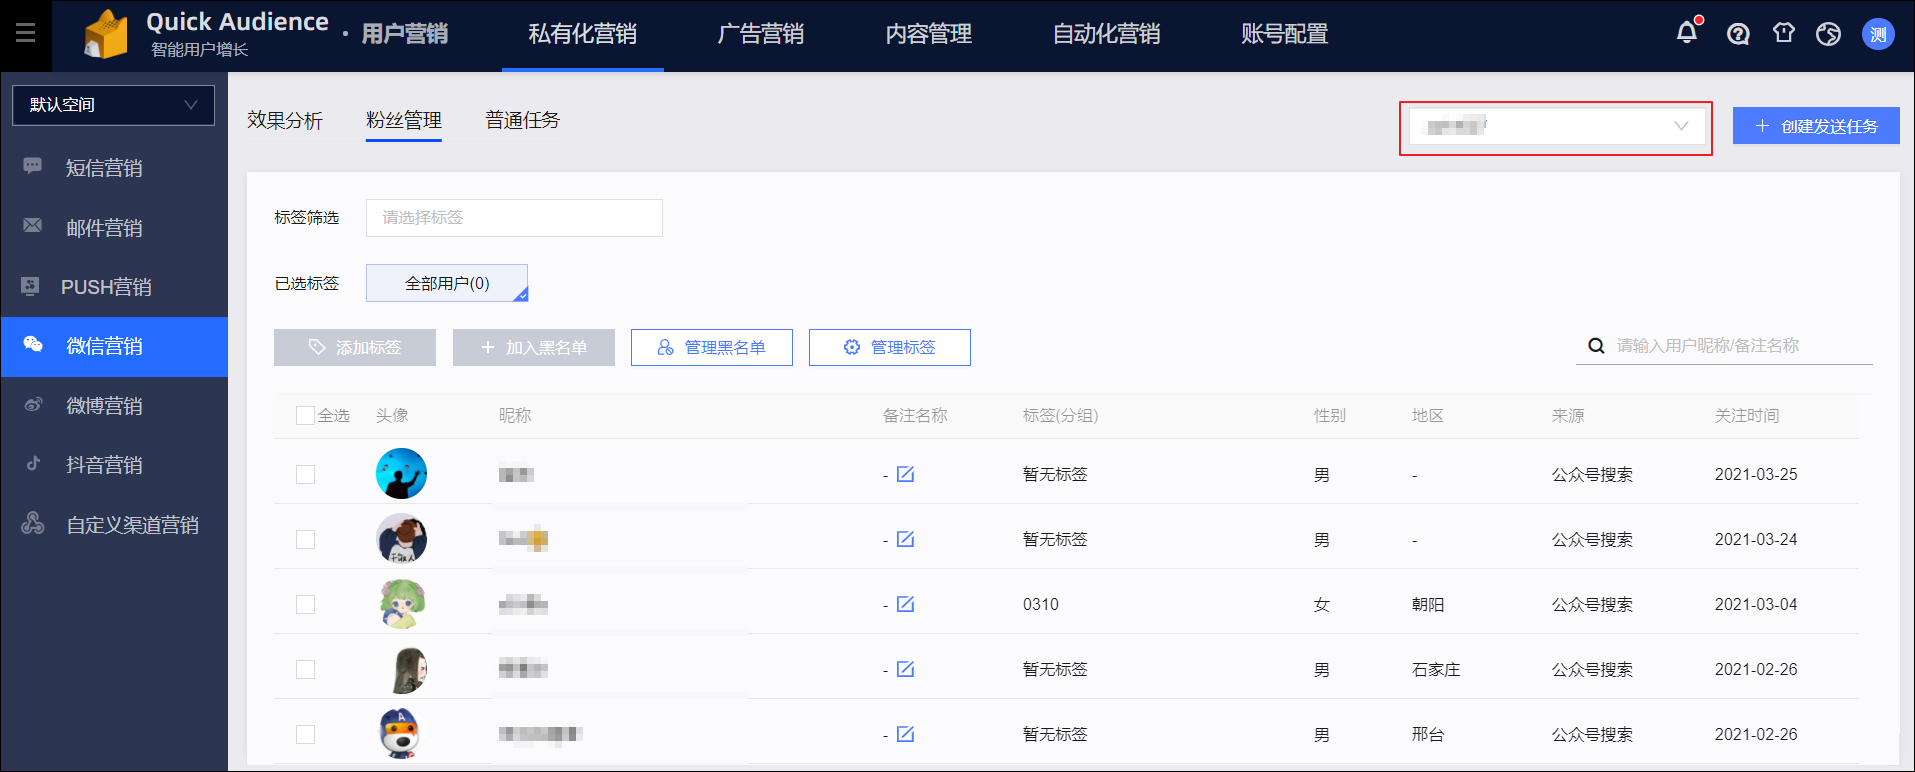 Quick Audience
智能用户增长
· 用户营销
私有化营销
广告营销
内容管理
自动化营销
账号配置
测
默认空间
短信营销
邮件营销
PUSH营销
微信营销
微博营销
抖音营销
自定义渠道营销
效果分析
粉丝管理
普通任务
创建发送任务
标签筛选
请选择标签
已选标签
全部用户(0)
添加标签
加入黑名单
管理黑名单
管理标签
请输入用户昵称/备注名称
全选 头像 昵称 备注名称 标签(分组) 性别 地区 来源 关注时间
- 暂无标签 男 - 公众号搜索 2021-03-25
- 暂无标签 男 - 公众号搜索 2021-03-24
- 0310 女 朝阳 公众号搜索 2021-03-04
- 暂无标签 男 石家庄 公众号搜索 2021-02-26
- 暂无标签 男 邢台 公众号搜索 2021-02-26